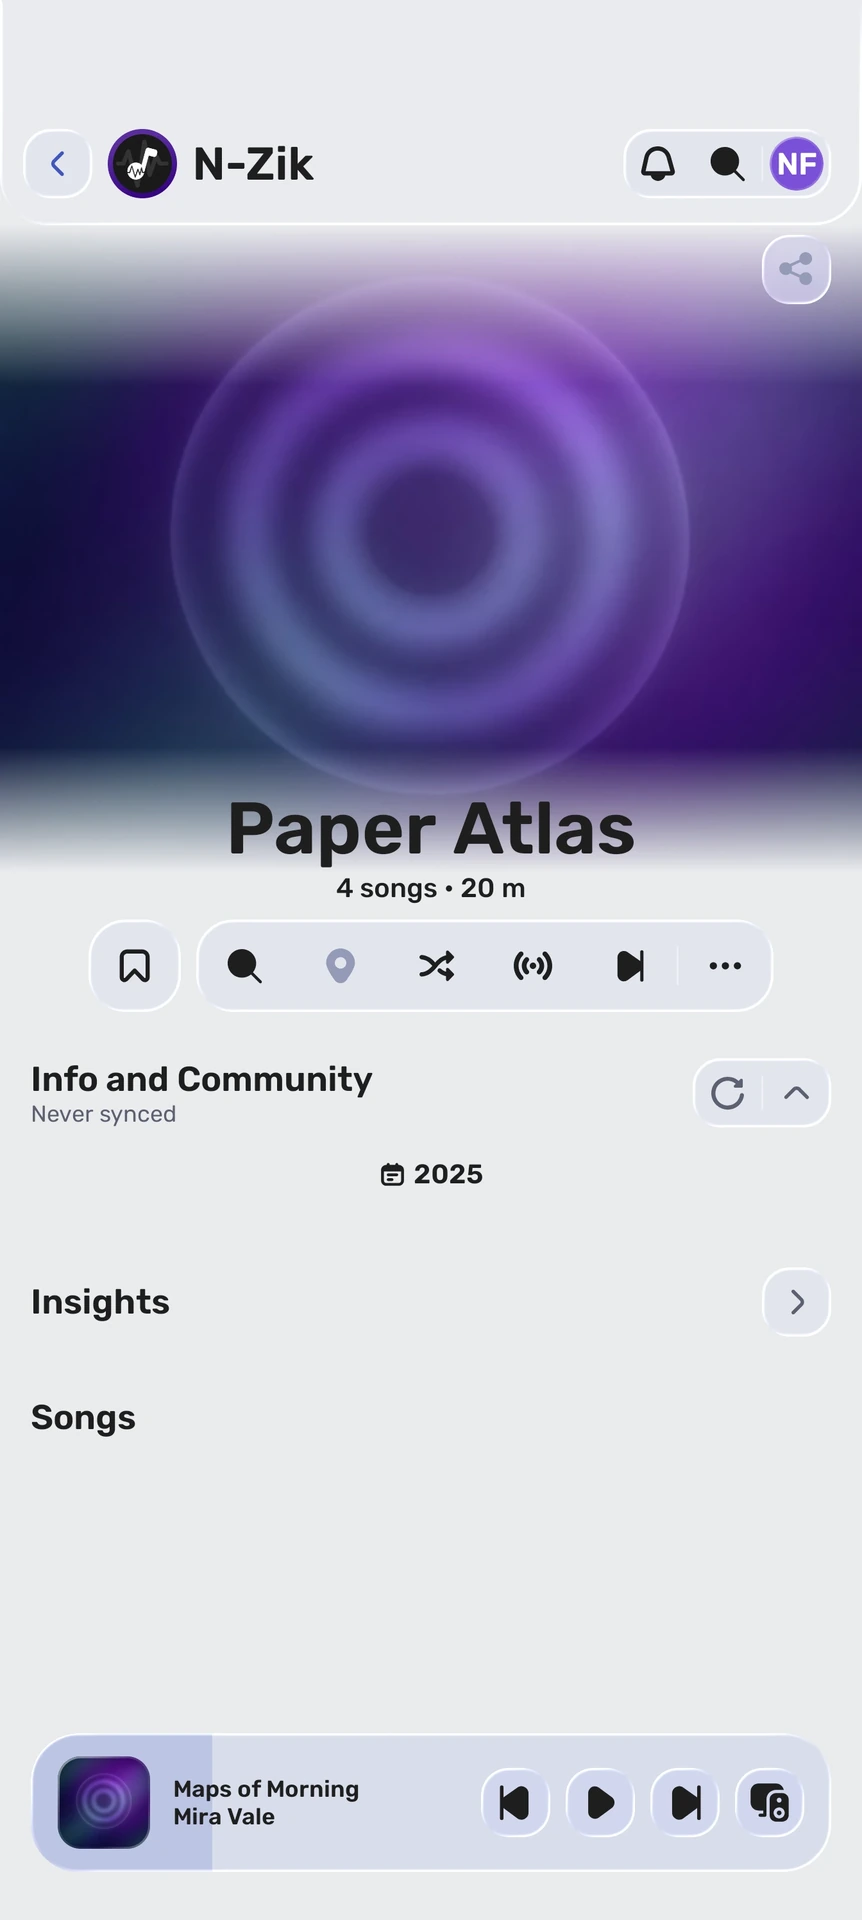 N-Zik
NF
Paper Atlas
4 songs • 20 m
Info and Community
Never synced
2025
Insights
Songs
Maps of Morning
Mira Vale